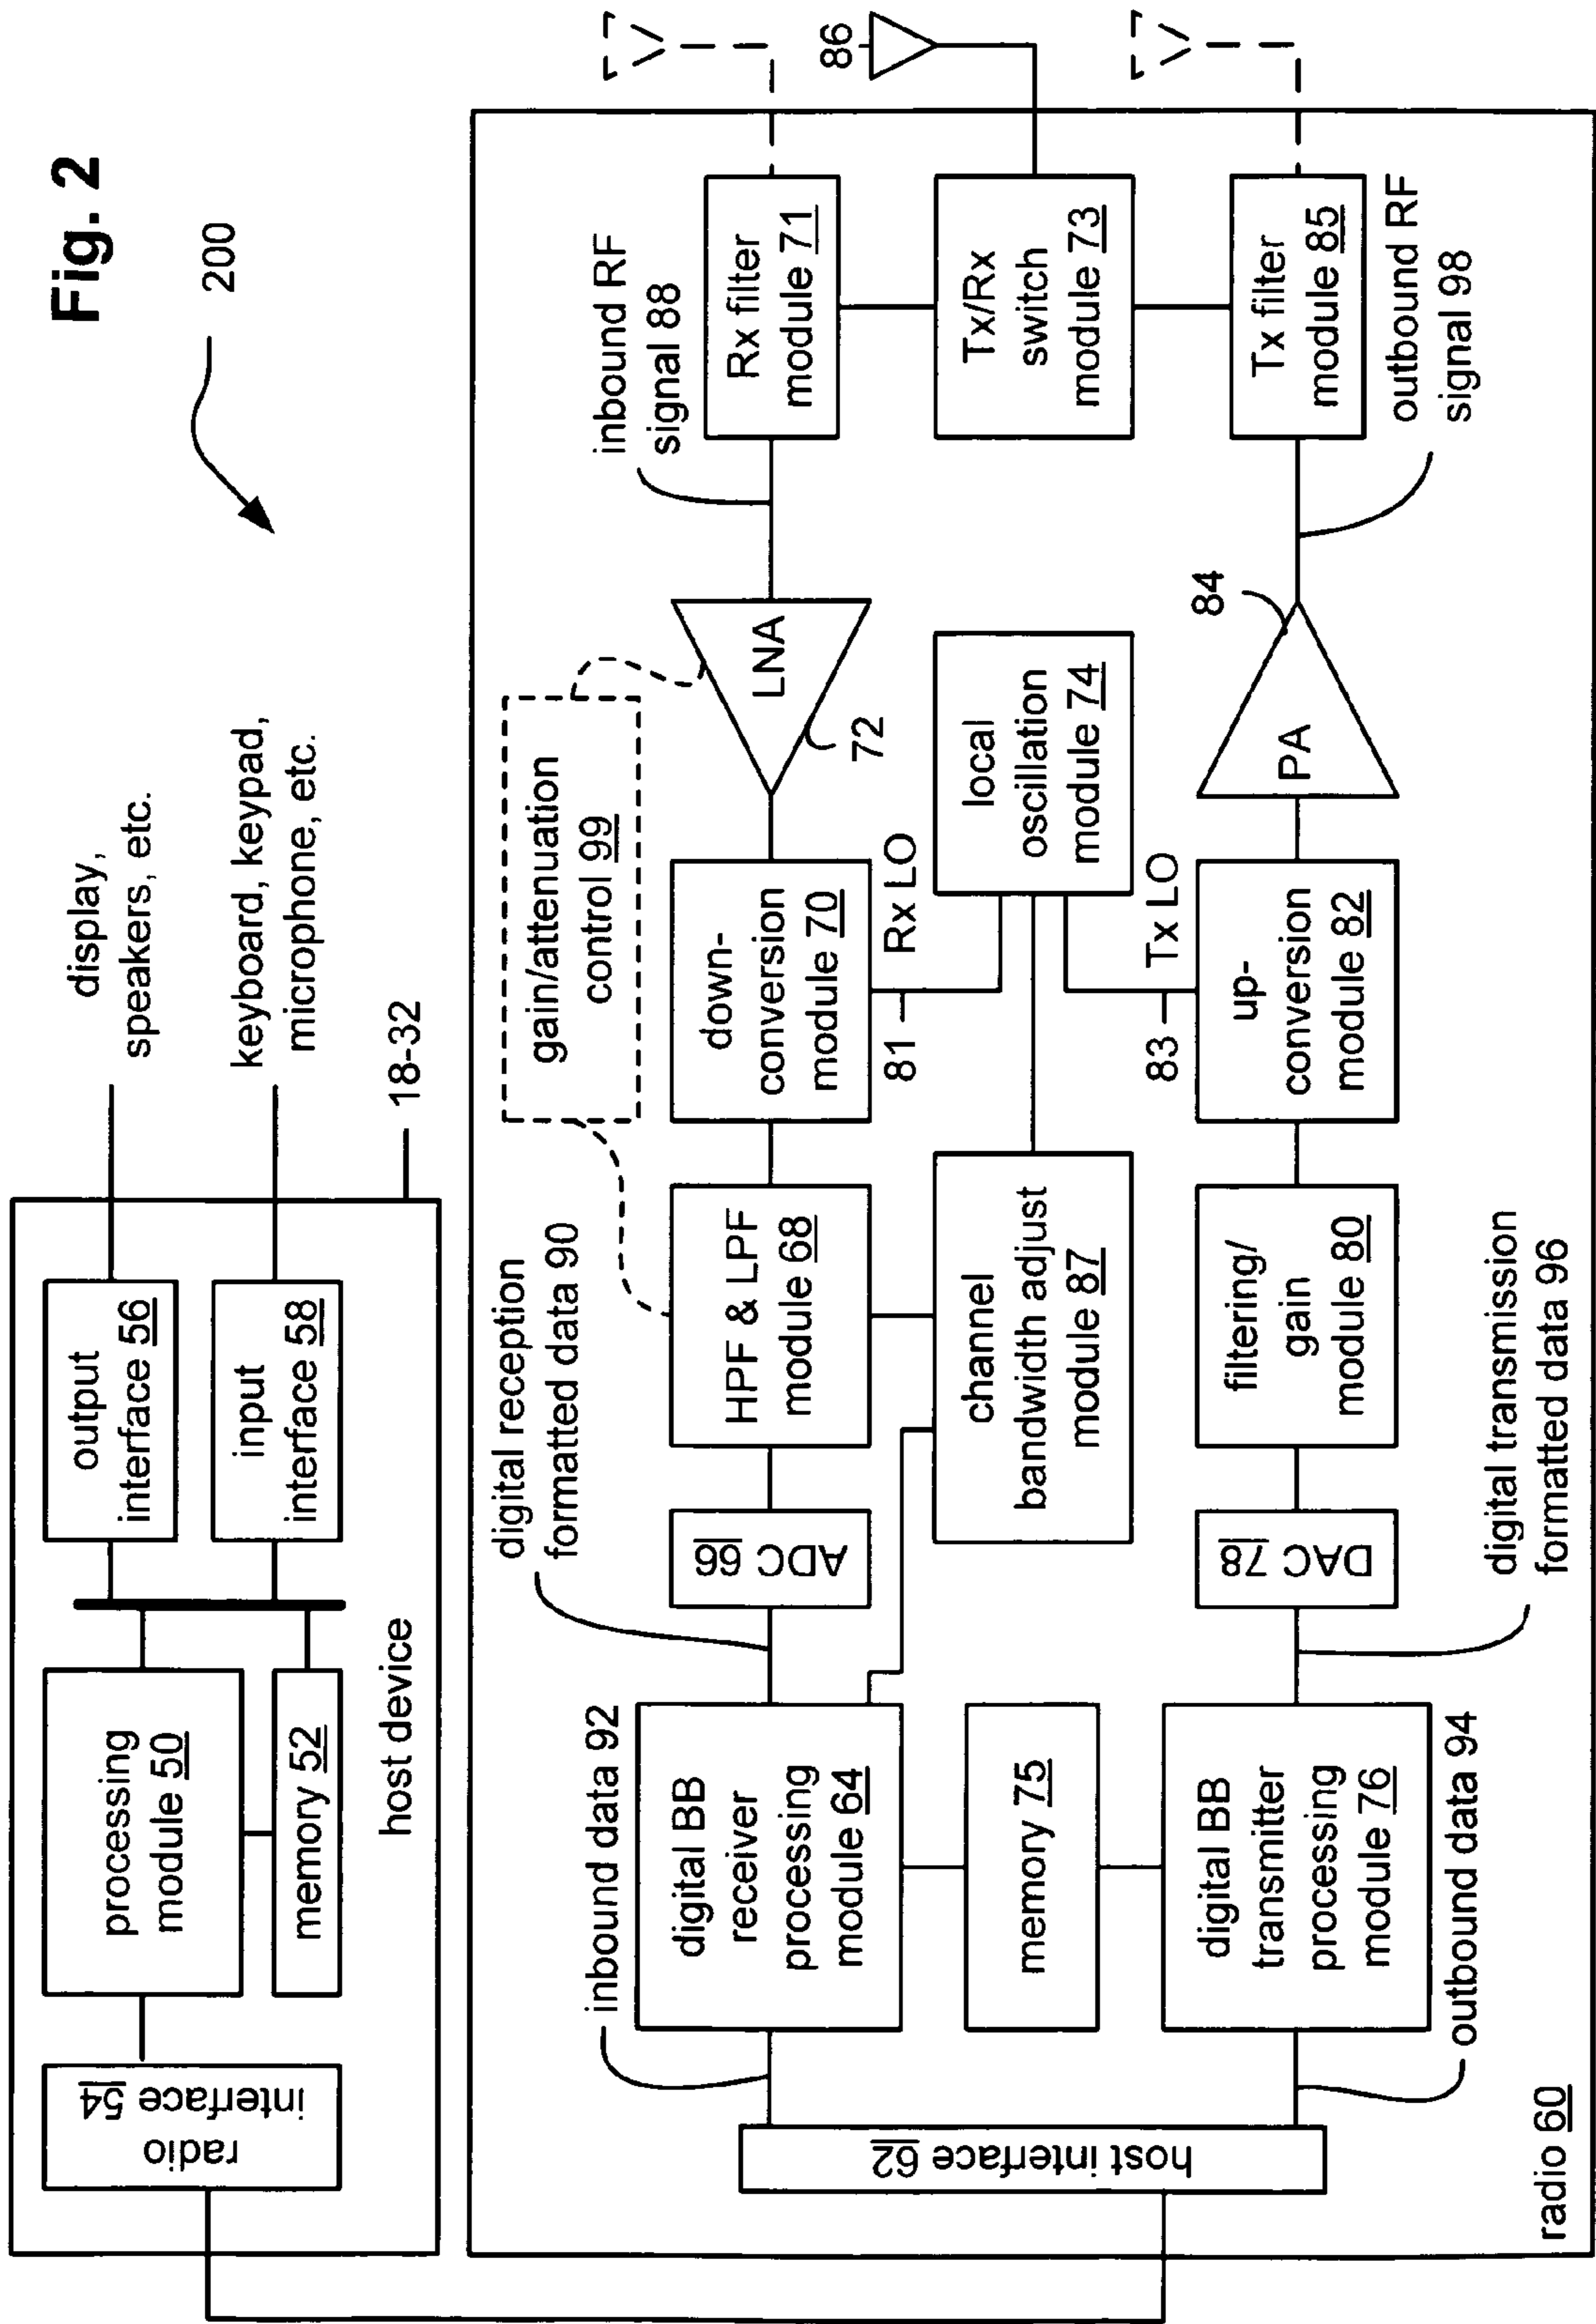 Fig. 2
200
display,
speakers, etc.
keyboard, keypad,
microphone, etc.
18-32
radio
interface 54
processing
module 50
memory 52
output
interface 56
input
interface 58
host device
radio 60
host interface 62
inbound data 92
digital BB
receiver
processing
module 64
digital reception
formatted data 90
ADC 66
HPF & LPF
module 68
gain/attenuation
control 99
down-
conversion
module 70
LNA
72
inbound RF
signal 88
Rx filter
module 71
86
memory 75
channel
bandwidth adjust
module 87
81
Rx LO
83
Tx LO
local
oscillation
module 74
Tx/Rx
switch
module 73
digital BB
transmitter
processing
module 76
outbound data 94
DAC 78
digital transmission
formatted data 96
filtering/
gain
module 80
up-
conversion
module 82
PA
84
outbound RF
signal 98
Tx filter
module 85